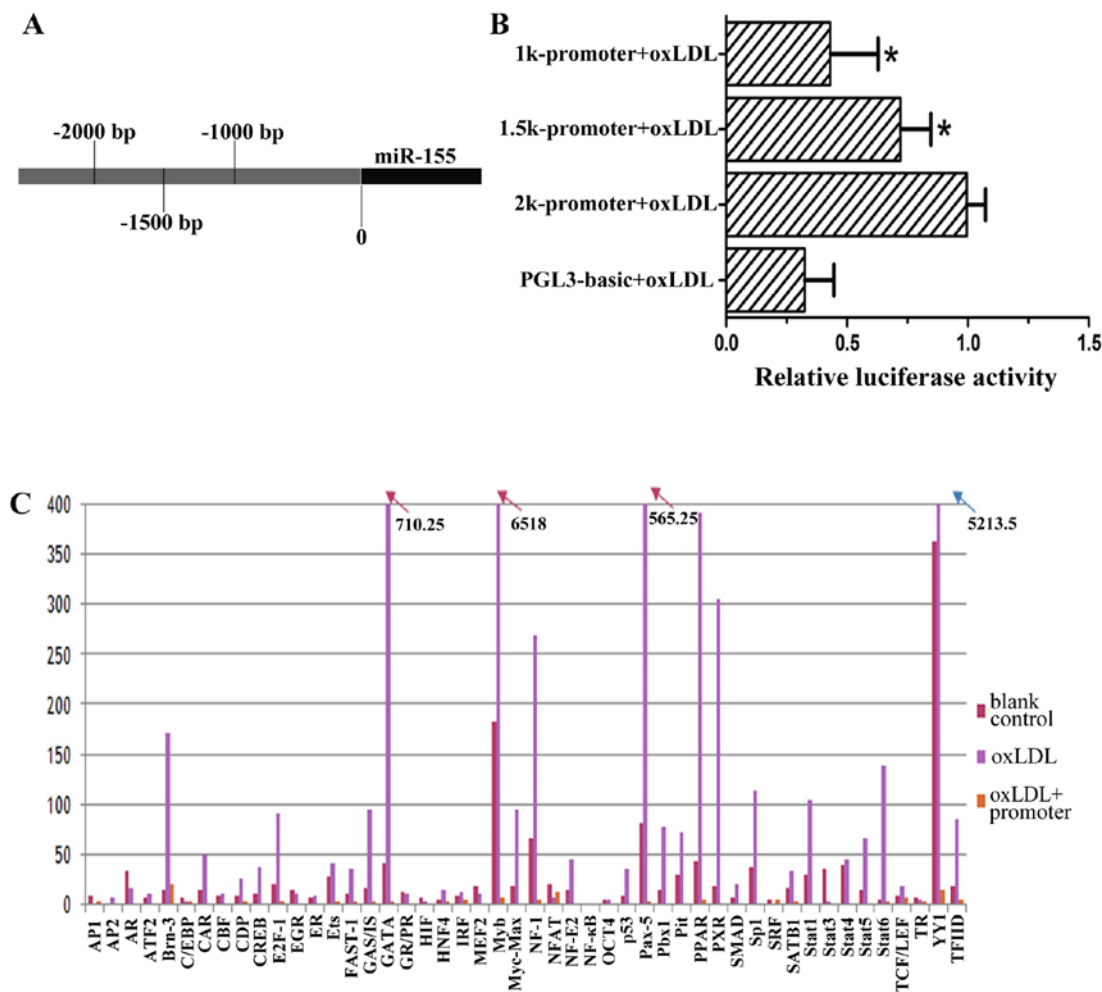 A
-2000 bp
-1000 bp
miR-155
-1500 bp
0
B
1k-promoter+oxLDL
1.5k-promoter+oxLDL
2k-promoter+oxLDL
PGL3-basic+oxLDL
*
*
0.0
0.5
1.0
1.5
Relative luciferase activity
C
400
350
300
250
200
150
100
50
0
710.25
6518
565.25
5213.5
blank control
oxLDL
oxLDL+ promoter
AP1
AP2
AR
ATF2
Brn-3
C/EBP
CAR
CBF
CDP
CREB
E2F-1
EGR
ER
Ets
FAST-1
GAS/IS
GATA
GR/PR
HIF
HNF4
IRF
MEF2
Myb
Myc-Max
NF-1
NFAT
NF-E2
NF-κB
OCT4
p53
Pax-5
Pbx1
Pit
PPAR
PXR
SMAD
Sp1
SRF
SATB1
Stat1
Stat3
Stat4
Stat5
Stat6
TCF/LEF
TR
YY1
TFIID